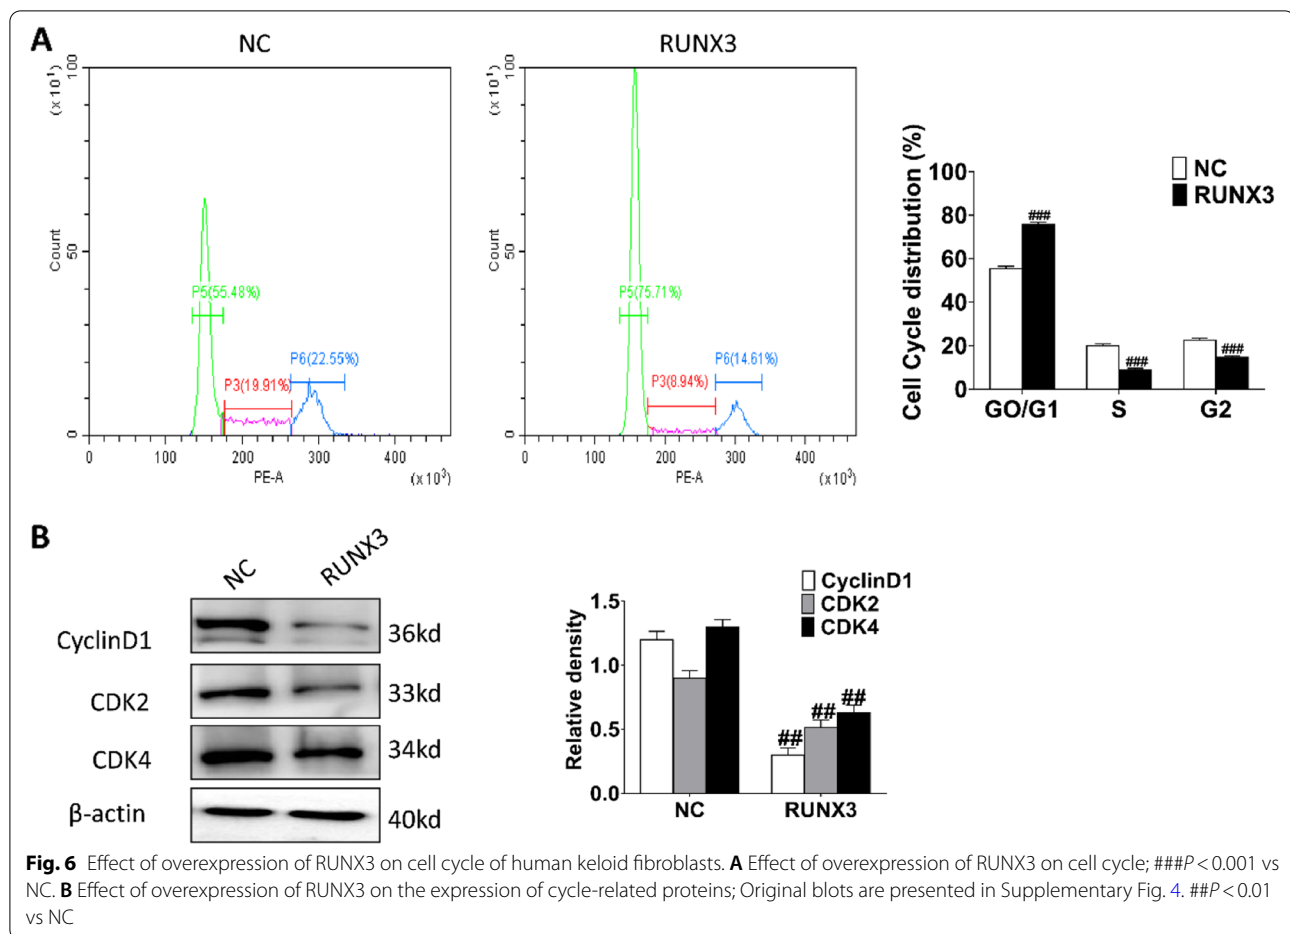 A
NC
RUNX3
(x 10¹)
100
50
0
Count
P5(55.48%)
P3(19.91%)
P6(22.55%)
0 100 200 300 400
PE-A
(x 10³)
(x 10¹)
100
50
0
Count
P5(75.71%)
P3(8.94%)
P6(14.61%)
0 100 200 300 400
PE-A
(x 10³)
Cell Cycle distribution (%)
100
80
60
40
20
0
NC
RUNX3
###
###
###
GO/G1 S G2
B
NC RUNX3
CyclinD1 36kd
CDK2 33kd
CDK4 34kd
β-actin 40kd
Relative density
1.5
1.0
0.5
0.0
CyclinD1
CDK2
CDK4
## ## ##
NC RUNX3
Fig. 6 Effect of overexpression of RUNX3 on cell cycle of human keloid fibroblasts. A Effect of overexpression of RUNX3 on cell cycle; ###P < 0.001 vs
NC. B Effect of overexpression of RUNX3 on the expression of cycle-related proteins; Original blots are presented in Supplementary Fig. 4. ##P < 0.01
vs NC